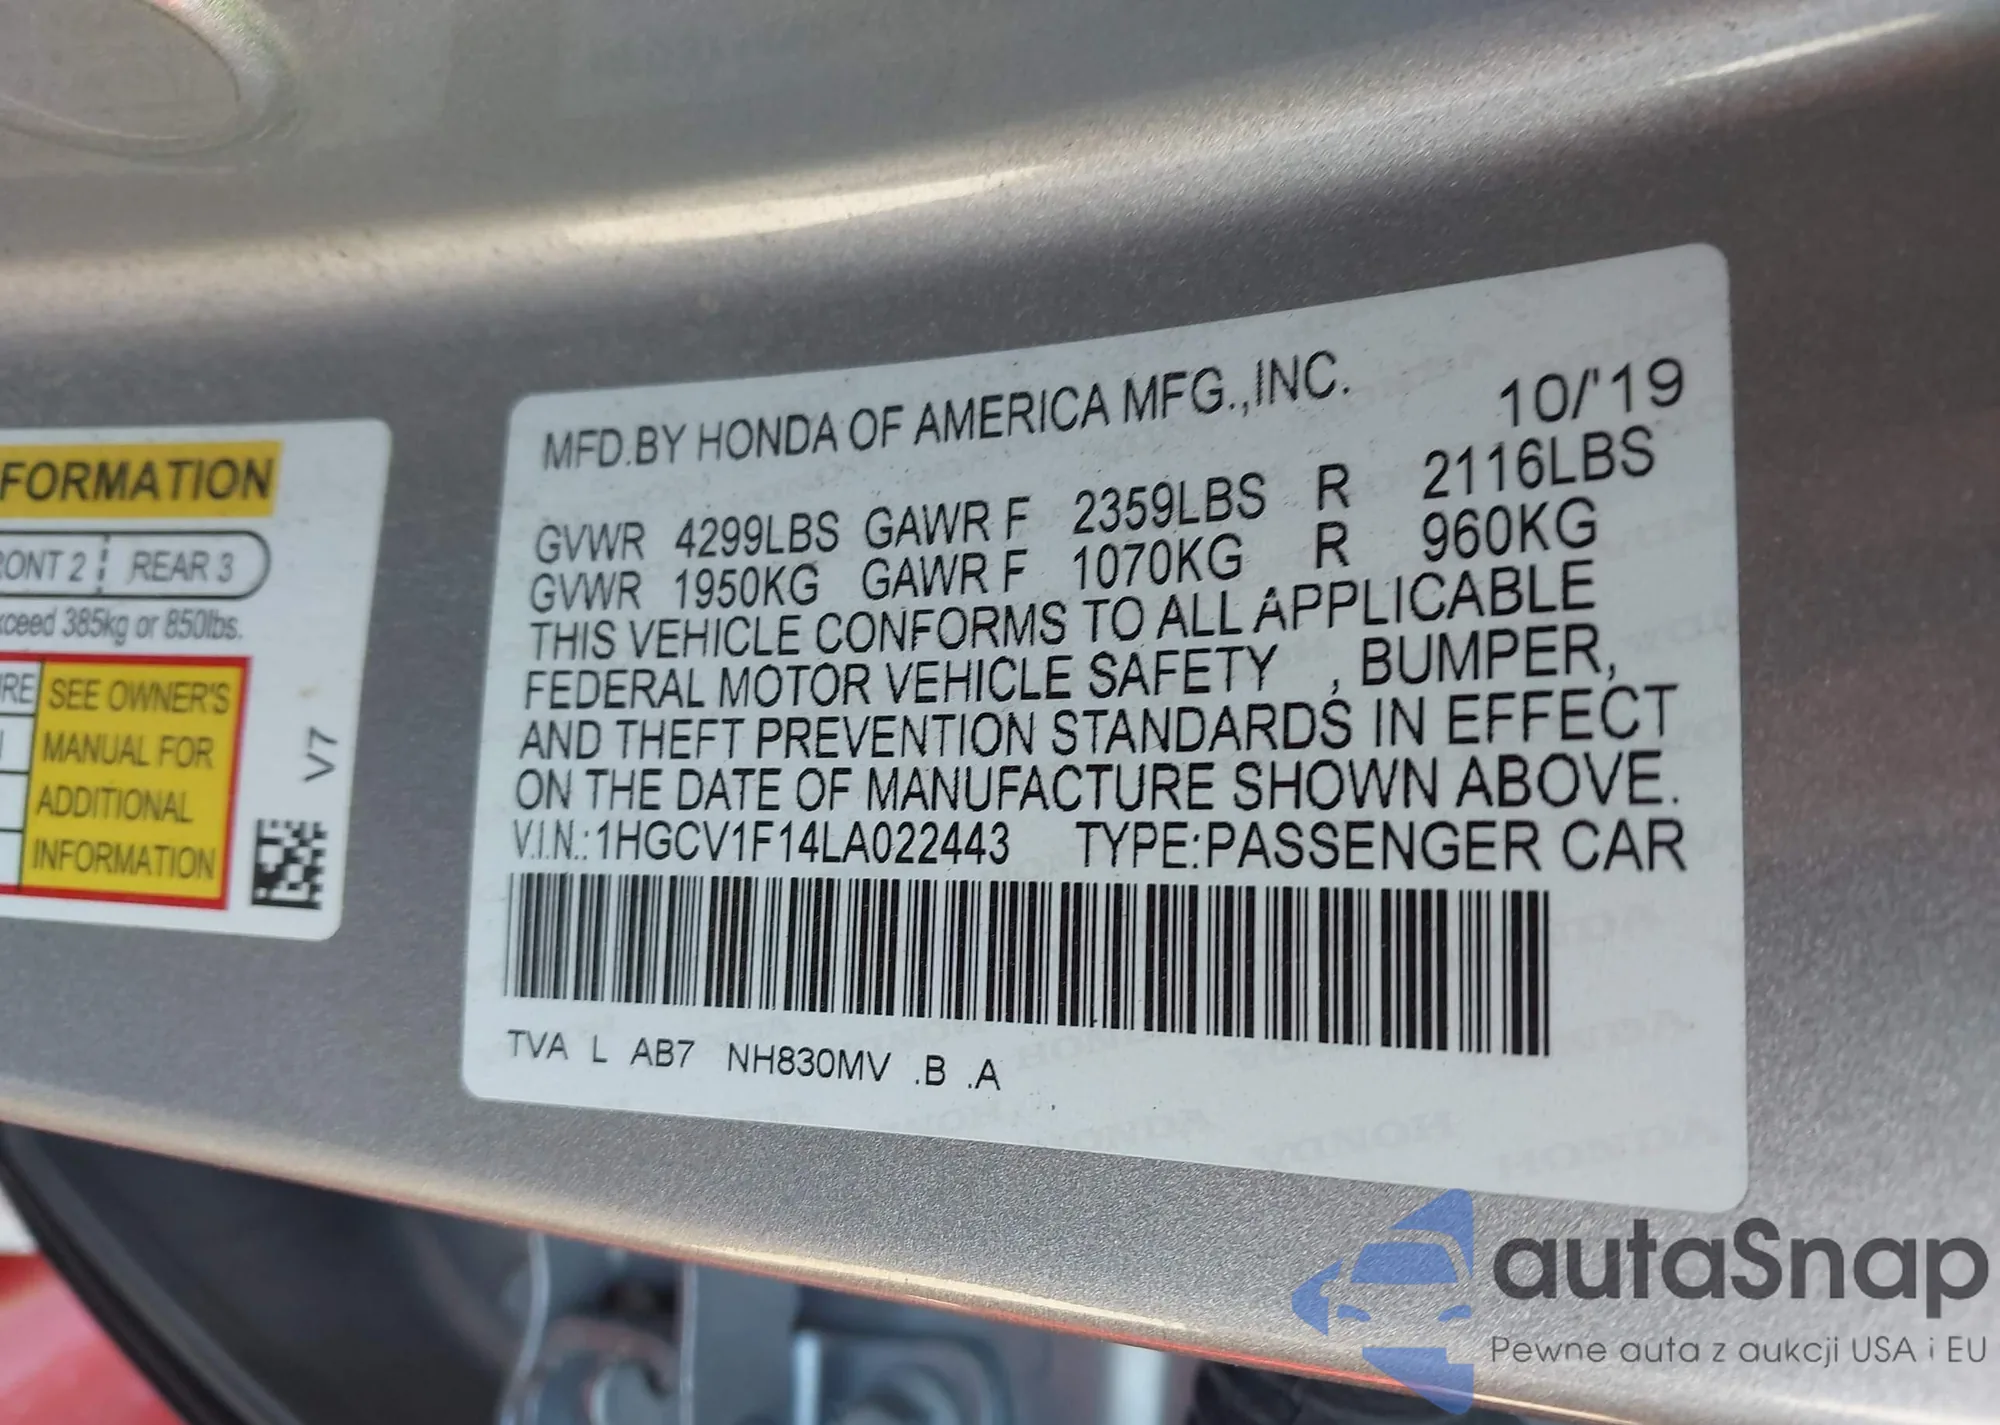 FORMATION
ONT 2 REAR 3
xceed 385kg or 850lbs.
RE SEE OWNER'S
MANUAL FOR
ADDITIONAL
INFORMATION
V7
MFD.BY HONDA OF AMERICA MFG.,INC. 10/'19
GVWR 4299LBS GAWR F 2359LBS R 2116LBS
GVWR 1950KG GAWR F 1070KG R 960KG
THIS VEHICLE CONFORMS TO ALL APPLICABLE
FEDERAL MOTOR VEHICLE SAFETY , BUMPER,
AND THEFT PREVENTION STANDARDS IN EFFECT
ON THE DATE OF MANUFACTURE SHOWN ABOVE.
V.I.N.: 1HGCV1F14LA022443 TYPE:PASSENGER CAR
TVA L AB7 NH830MV .B .A
autaSnap
Pewne auta z aukcji USA i EU